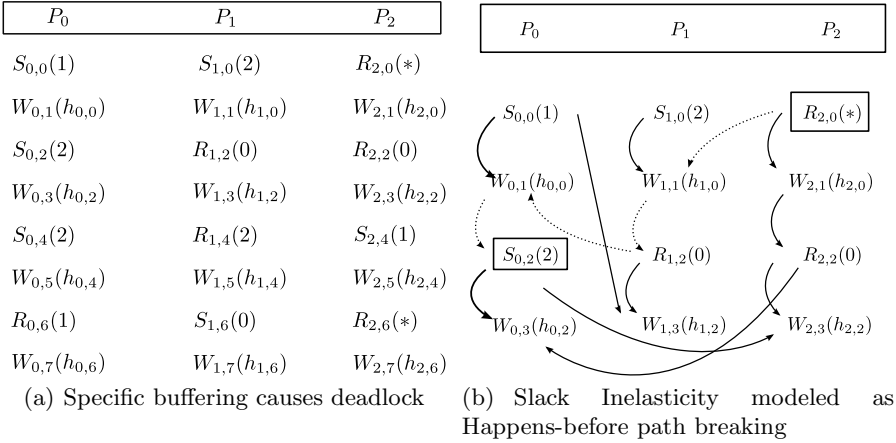 P0 P1 P2
S0,0(1) S1,0(2) R2,0(*)
W0,1(h0,0) W1,1(h1,0) W2,1(h2,0)
S0,2(2) R1,2(0) R2,2(0)
W0,3(h0,2) W1,3(h1,2) W2,3(h2,2)
S0,4(2) R1,4(2) S2,4(1)
W0,5(h0,4) W1,5(h1,4) W2,5(h2,4)
R0,6(1) S1,6(0) R2,6(*)
W0,7(h0,6) W1,7(h1,6) W2,7(h2,6)
(a) Specific buffering causes deadlock
P0 P1 P2
S0,0(1) S1,0(2) R2,0(*)
W0,1(h0,0) W1,1(h1,0) W2,1(h2,0)
S0,2(2) R1,2(0) R2,2(0)
W0,3(h0,2) W1,3(h1,2) W2,3(h2,2)
(b) Slack Inelasticity modeled as
Happens-before path breaking